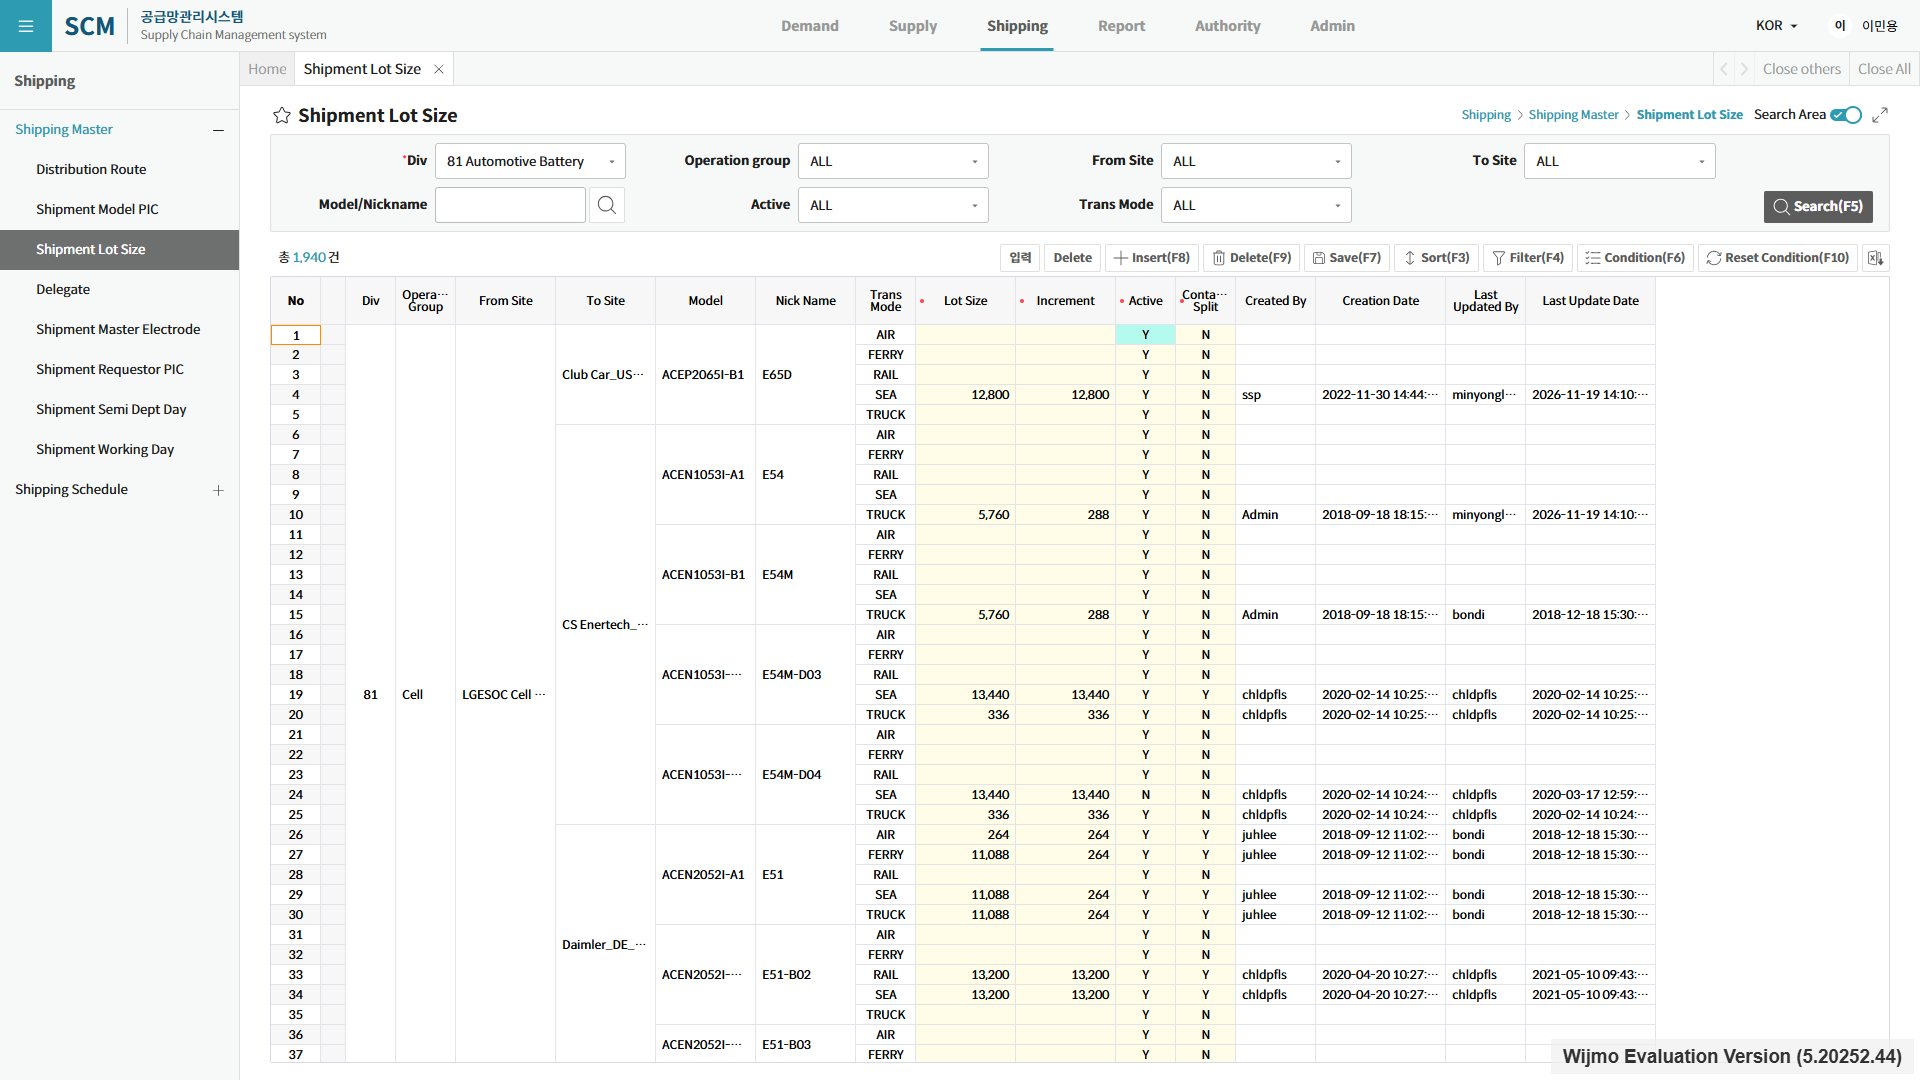 SCM 공급망관리시스템
Supply Chain Management system
Demand Supply Shipping Report Authority Admin
KOR 이 이민용
Shipping
Home Shipment Lot Size Close others Close All
Shipping Master
Distribution Route
Shipment Model PIC
Shipment Lot Size
Delegate
Shipment Master Electrode
Shipment Requestor PIC
Shipment Semi Dept Day
Shipment Working Day
Shipping Schedule
Shipment Lot Size
Shipping > Shipping Master > Shipment Lot Size Search Area
*Div 81 Automotive Battery Operation group ALL From Site ALL To Site ALL
Model/Nickname Active ALL Trans Mode ALL Search(F5)
총 1,940 건 입력 Delete Insert(F8) Delete(F9) Save(F7) Sort(F3) Filter(F4) Condition(F6) Reset Condition(F10)
No Div Opera··· Group From Site To Site Model Nick Name Trans Mode Lot Size Increment Active Conta··· Split Created By Creation Date Last Updated By Last Update Date
1 AIR Y N
2 FERRY Y N
3 Club Car_US··· ACEP2065I-B1 E65D RAIL Y N
4 SEA 12,800 12,800 Y N ssp 2022-11-30 14:44:··· minyongl··· 2026-11-19 14:10:···
5 TRUCK Y N
6 AIR Y N
7 FERRY Y N
8 ACEN1053I-A1 E54 RAIL Y N
9 SEA Y N
10 TRUCK 5,760 288 Y N Admin 2018-09-18 18:15:··· minyongl··· 2026-11-19 14:10:···
11 AIR Y N
12 FERRY Y N
13 ACEN1053I-B1 E54M RAIL Y N
14 SEA Y N
15 TRUCK 5,760 288 Y N Admin 2018-09-18 18:15:··· bondi 2018-12-18 15:30:···
CS Enertech_···
16 AIR Y N
17 FERRY Y N
18 ACEN1053I-··· E54M-D03 RAIL Y N
19 81 Cell LGESOC Cell ··· SEA 13,440 13,440 Y Y chldpfls 2020-02-14 10:25:··· chldpfls 2020-02-14 10:25:···
20 TRUCK 336 336 Y N chldpfls 2020-02-14 10:25:··· chldpfls 2020-02-14 10:25:···
21 AIR Y N
22 FERRY Y N
23 ACEN1053I-··· E54M-D04 RAIL Y N
24 SEA 13,440 13,440 N N chldpfls 2020-02-14 10:24:··· chldpfls 2020-03-17 12:59:···
25 TRUCK 336 336 Y N chldpfls 2020-02-14 10:24:··· chldpfls 2020-02-14 10:24:···
26 AIR 264 264 Y Y juhlee 2018-09-12 11:02:··· bondi 2018-12-18 15:30:···
27 FERRY 11,088 264 Y Y juhlee 2018-09-12 11:02:··· bondi 2018-12-18 15:30:···
28 ACEN2052I-A1 E51 RAIL Y N
29 SEA 11,088 264 Y Y juhlee 2018-09-12 11:02:··· bondi 2018-12-18 15:30:···
30 TRUCK 11,088 264 Y Y juhlee 2018-09-12 11:02:··· bondi 2018-12-18 15:30:···
31 AIR Y N
Daimler_DE_···
32 FERRY Y N
33 ACEN2052I-··· E51-B02 RAIL 13,200 13,200 Y Y chldpfls 2020-04-20 10:27:··· chldpfls 2021-05-10 09:43:···
34 SEA 13,200 13,200 Y Y chldpfls 2020-04-20 10:27:··· chldpfls 2021-05-10 09:43:···
35 TRUCK Y N
36 AIR Y N
ACEN2052I-··· E51-B03
37 FERRY Y N
Wijmo Evaluation Version (5.20252.44)